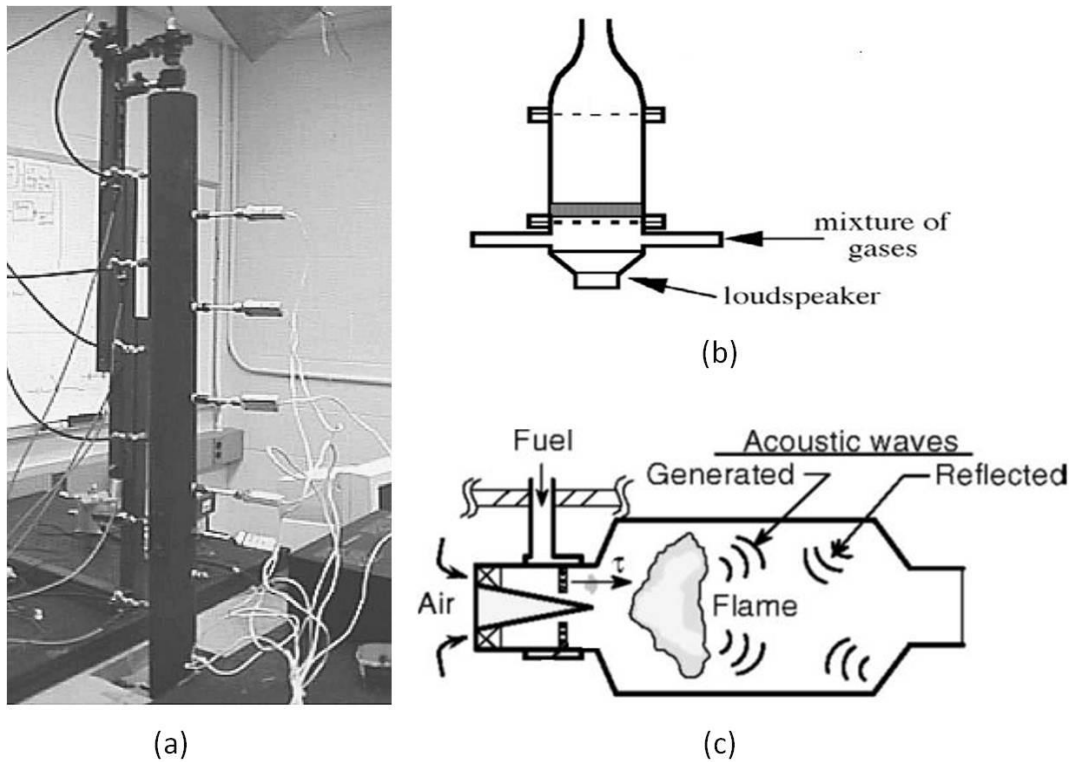 mixture of
gases
loudspeaker
(b)
Fuel
Acoustic waves
Generated
Reflected
τ
Air
Flame
(a)
(c)